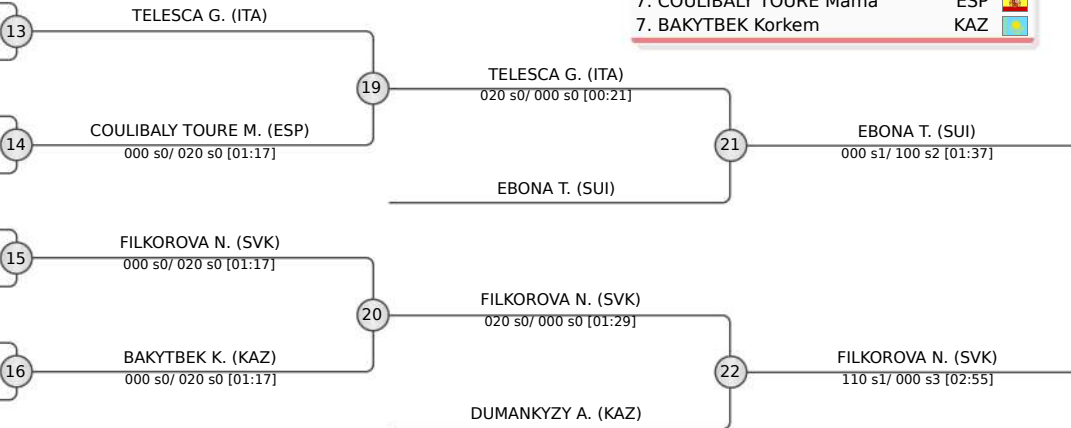 7. COULIBALY TOURE Mama ESP
7. BAKYTBEK Korkem KAZ
13
TELESCA G. (ITA)
19
TELESCA G. (ITA)
020 s0/ 000 s0 [00:21]
14
COULIBALY TOURE M. (ESP)
000 s0/ 020 s0 [01:17]
21
EBONA T. (SUI)
000 s1/ 100 s2 [01:37]
EBONA T. (SUI)
15
FILKOROVA N. (SVK)
000 s0/ 020 s0 [01:17]
20
FILKOROVA N. (SVK)
020 s0/ 000 s0 [01:29]
16
BAKYTBEK K. (KAZ)
000 s0/ 020 s0 [01:17]
22
FILKOROVA N. (SVK)
110 s1/ 000 s3 [02:55]
DUMANKYZY A. (KAZ)